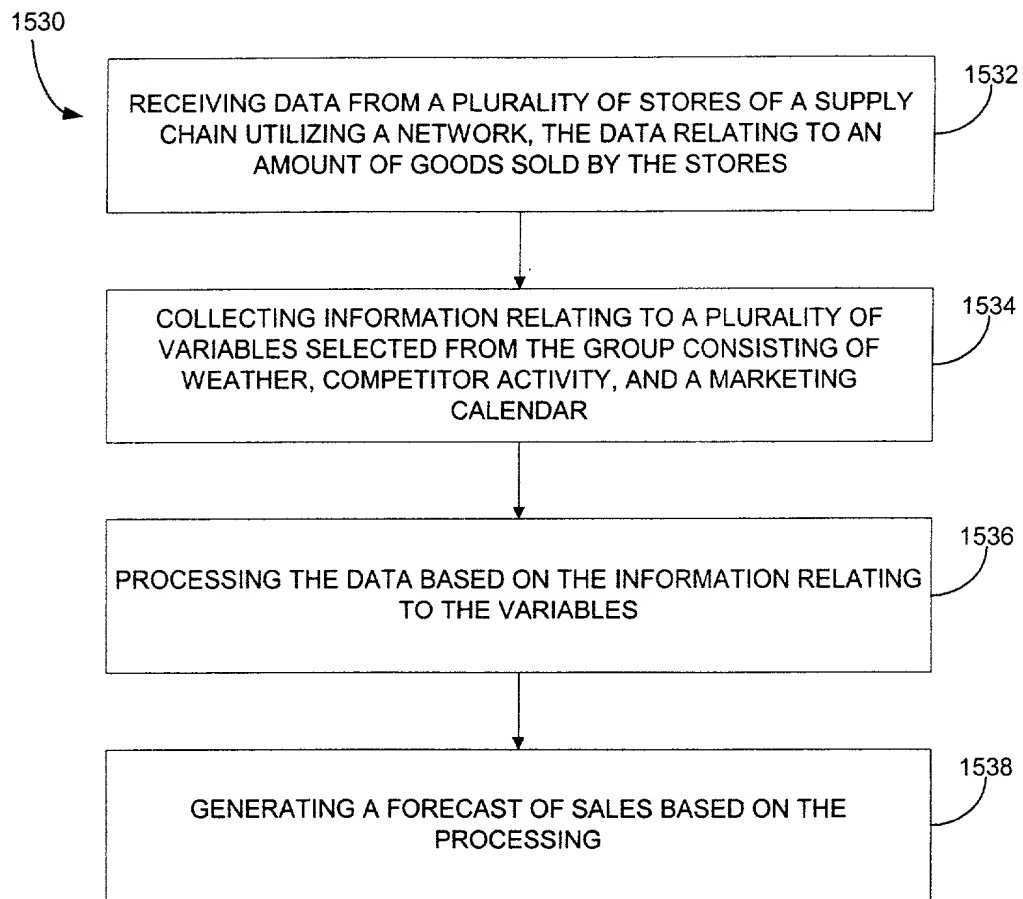 1530
1532
RECEIVING DATA FROM A PLURALITY OF STORES OF A SUPPLY
CHAIN UTILIZING A NETWORK, THE DATA RELATING TO AN
AMOUNT OF GOODS SOLD BY THE STORES
1534
COLLECTING INFORMATION RELATING TO A PLURALITY OF
VARIABLES SELECTED FROM THE GROUP CONSISTING OF
WEATHER, COMPETITOR ACTIVITY, AND A MARKETING
CALENDAR
1536
PROCESSING THE DATA BASED ON THE INFORMATION RELATING
TO THE VARIABLES
1538
GENERATING A FORECAST OF SALES BASED ON THE
PROCESSING